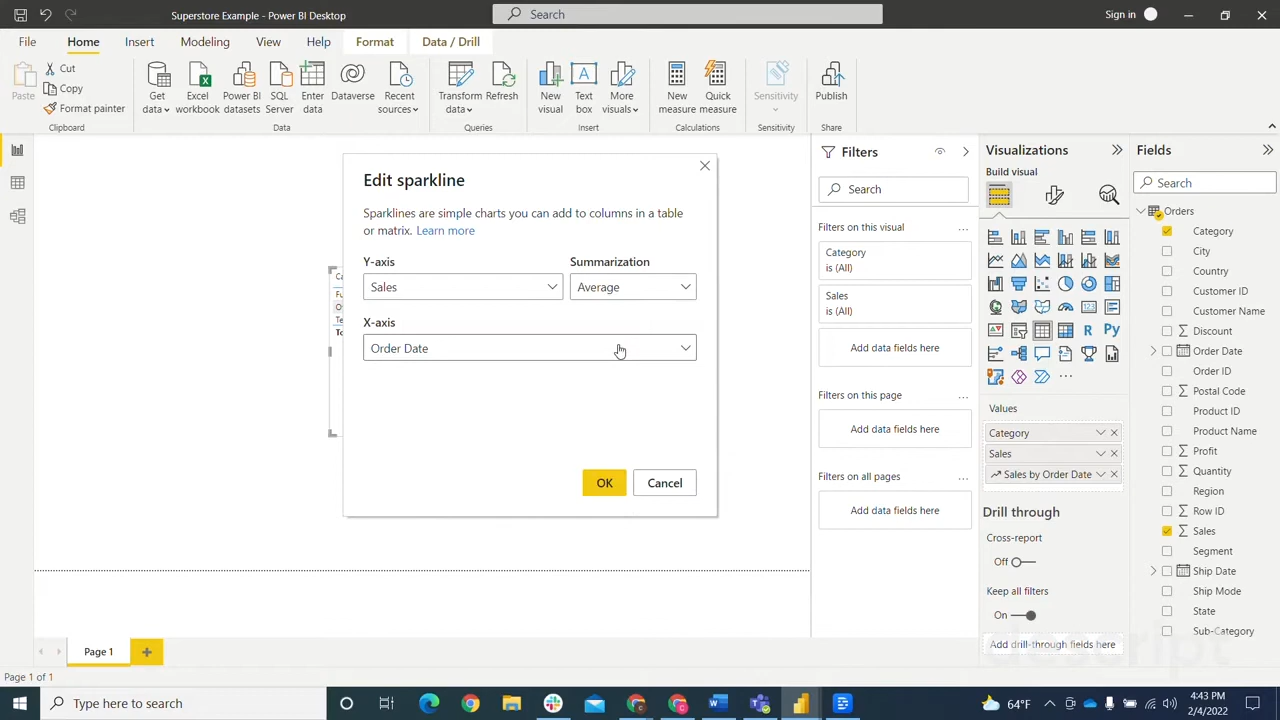 Superstore Example - Power BI Desktop
Search
Sign in
File
Home
Insert
Modeling
View
Help
Format
Data / Drill
Paste
Cut
Copy
Format painter
Clipboard
Get data
Excel workbook
Power BI datasets
SQL Server
Enter data
Dataverse
Recent sources
Data
Transform data
Refresh
Queries
New visual
Text box
More visuals
Insert
New measure
Quick measure
Calculations
Sensitivity
Sensitivity
Publish
Share
Edit sparkline
Sparklines are simple charts you can add to columns in a table
or matrix. Learn more
Y-axis
Summarization
Sales
Average
X-axis
Order Date
OK
Cancel
Filters
Search
Filters on this visual
Category
is (All)
Sales
is (All)
Add data fields here
Filters on this page
Add data fields here
Filters on all pages
Add data fields here
Visualizations
Build visual
R
Py
123
Values
Category
Sales
Sales by Order Date
Drill through
Cross-report
Off
Keep all filters
On
Add drill-through fields here
Fields
Search
Orders
Category
City
Country
Customer ID
Customer Name
Discount
Order Date
Order ID
Postal Code
Product ID
Product Name
Profit
Quantity
Region
Row ID
Sales
Segment
Ship Date
Ship Mode
State
Sub-Category
descript
Page 1
Page 1 of 1
Type here to search
64°F
4:43 PM
2/4/2022